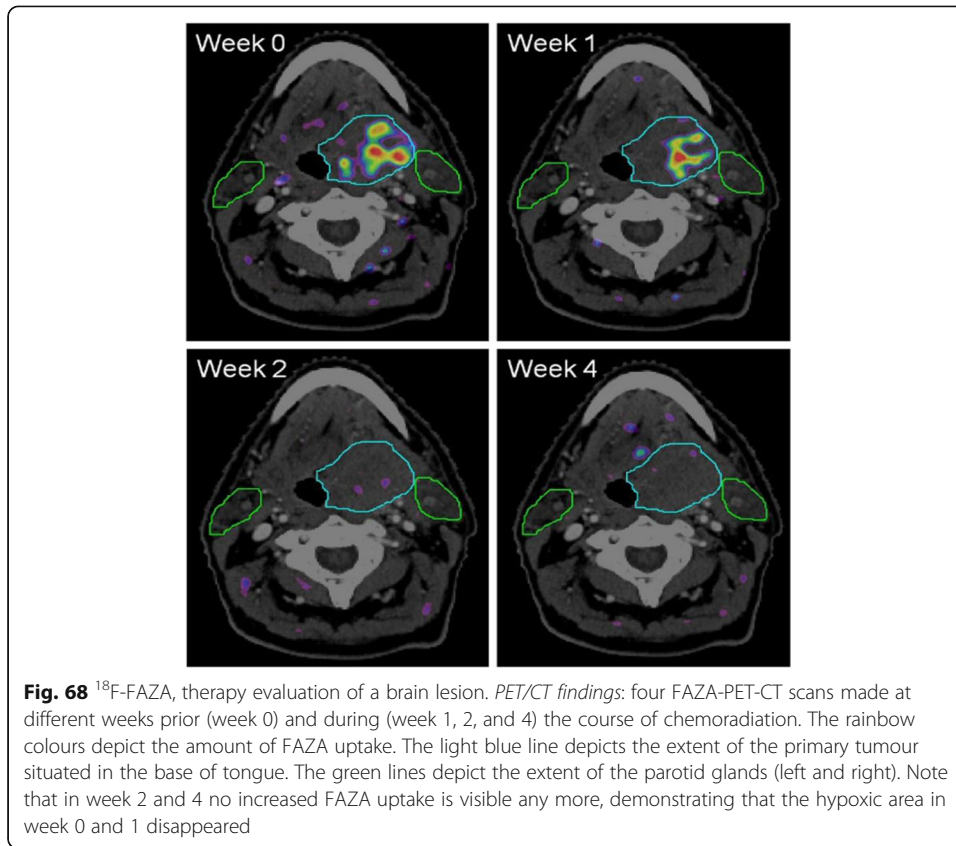 Week 0
Week 1
Week 2
Week 4
Fig. 68 ¹⁸F-FAZA, therapy evaluation of a brain lesion. PET/CT findings: four FAZA-PET-CT scans made at
different weeks prior (week 0) and during (week 1, 2, and 4) the course of chemoradiation. The rainbow
colours depict the amount of FAZA uptake. The light blue line depicts the extent of the primary tumour
situated in the base of tongue. The green lines depict the extent of the parotid glands (left and right). Note
that in week 2 and 4 no increased FAZA uptake is visible any more, demonstrating that the hypoxic area in
week 0 and 1 disappeared